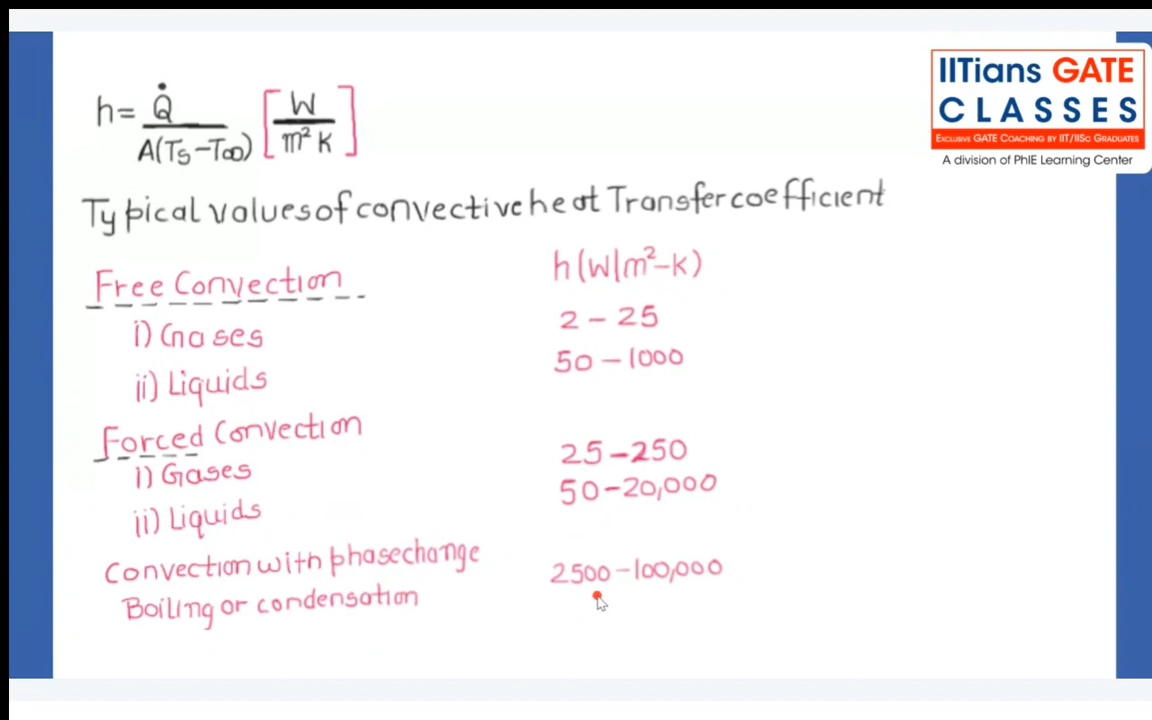 IITians GATE
CLASSES
EXCLUSIVE GATE COACHING BY IIT/IISc GRADUATES
A division of PhIE Learning Center
h = Q̇ / A(Ts - T∞) [W / m² K]
Typical values of convective heat Transfer coefficient
Free Convection h (W/m²-K)
i) Gases 2 - 25
ii) Liquids 50 - 1000
Forced Convection
i) Gases 25 - 250
ii) Liquids 50 - 20,000
Convection with phase change 2500 - 100,000
Boiling or condensation